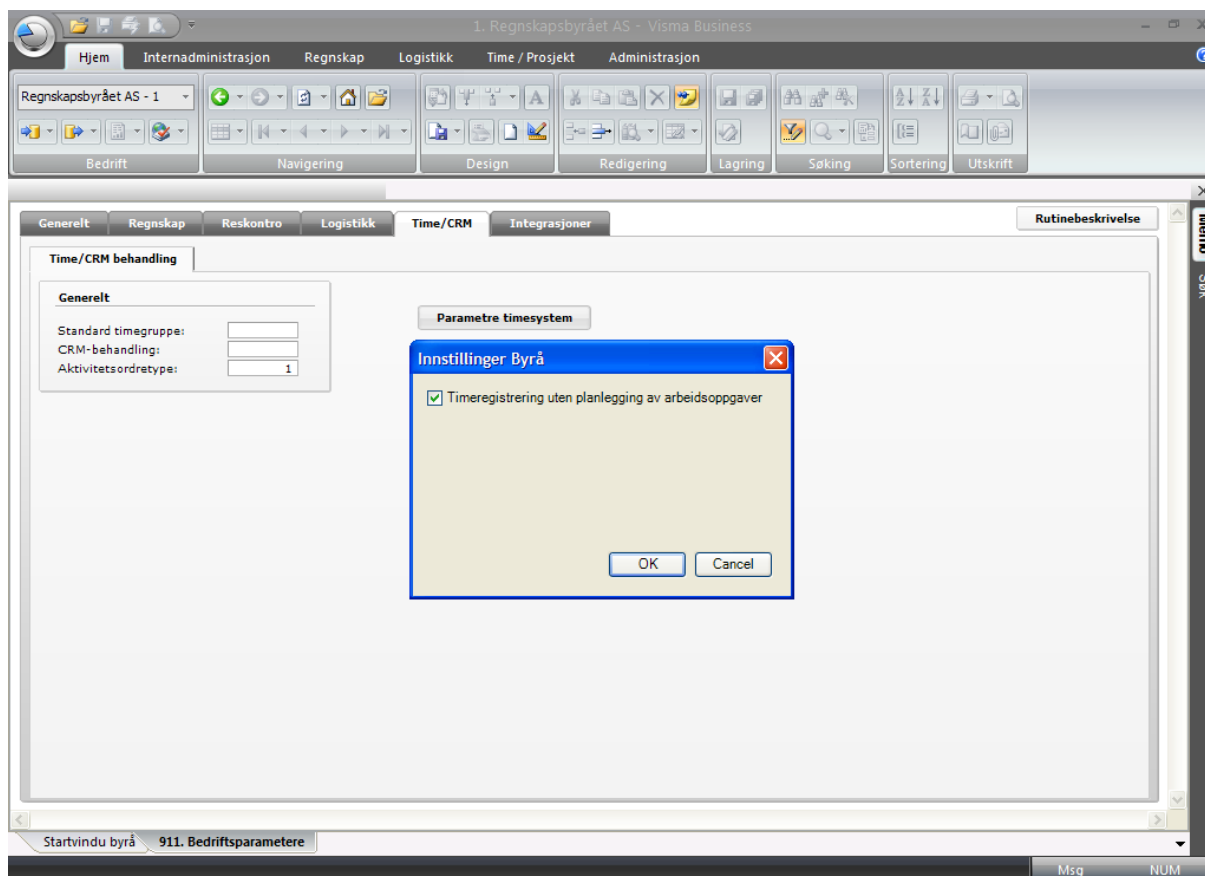 1. Regnskapsbyrået AS - Visma Business
Hjem Internadministrasjon Regnskap Logistikk Time / Prosjekt Administrasjon
Regnskapsbyrået AS - 1
Bedrift Navigering Design Redigering Lagring Søking Sortering Utskrift
Generelt Regnskap Reskontro Logistikk Time/CRM Integrasjoner Rutinebeskrivelse
Memo
Søk
Time/CRM behandling
Generelt
Standard timegruppe:
CRM-behandling:
Aktivitetsordretype: 1
Parametre timesystem
Innstillinger Byrå
Timeregistrering uten planlegging av arbeidsoppgaver
OK Cancel
Startvindu byrå 911. Bedriftsparametere
Msg NUM